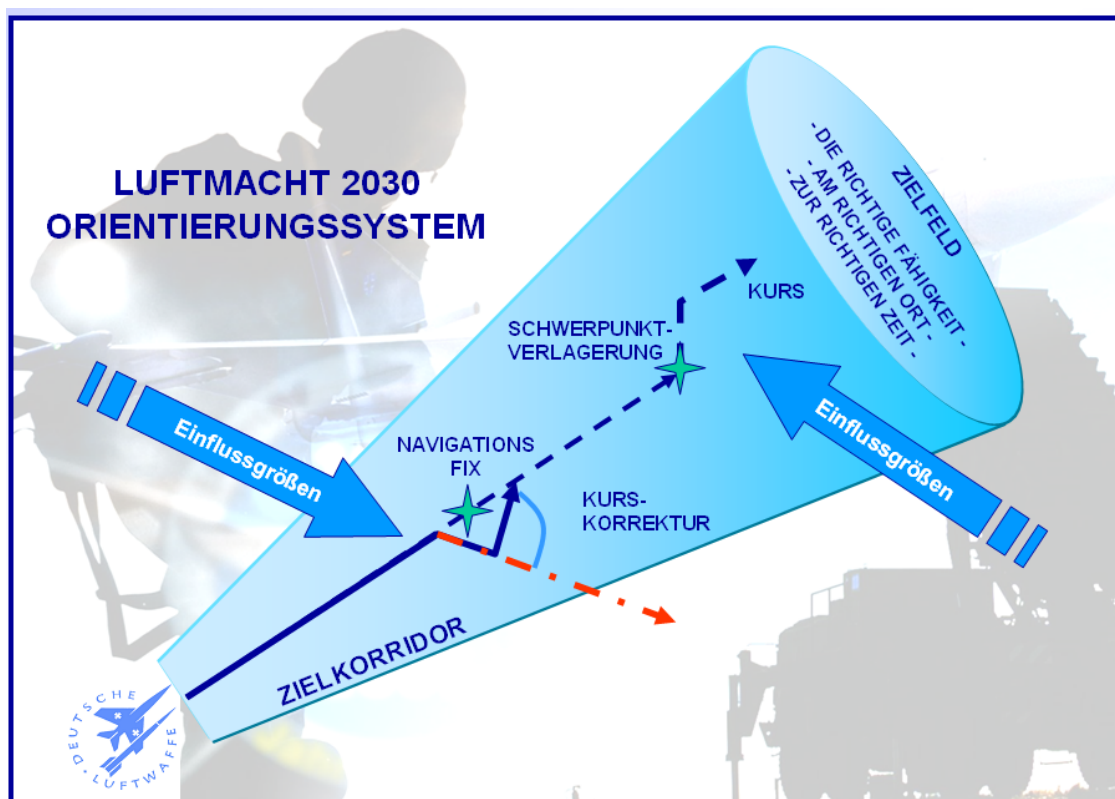 LUFTMACHT 2030
ORIENTIERUNGSSYSTEM
ZIELFELD
- DIE RICHTIGE FÄHIGKEIT -
- AM RICHTIGEN ORT -
- ZUR RICHTIGEN ZEIT -
KURS
SCHWERPUNKT-
VERLAGERUNG
Einflussgrößen
Einflussgrößen
NAVIGATIONS
FIX
KURS-
KORREKTUR
ZIELKORRIDOR
· DEUTSCHE · LUFTWAFFE